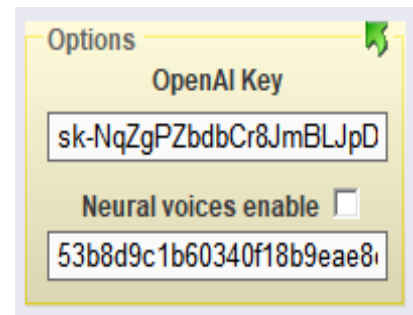 Options
OpenAI Key
sk-NqZgPZbdbCr8JmBLJpD
Neural voices enable
53b8d9c1b60340f18b9eae8